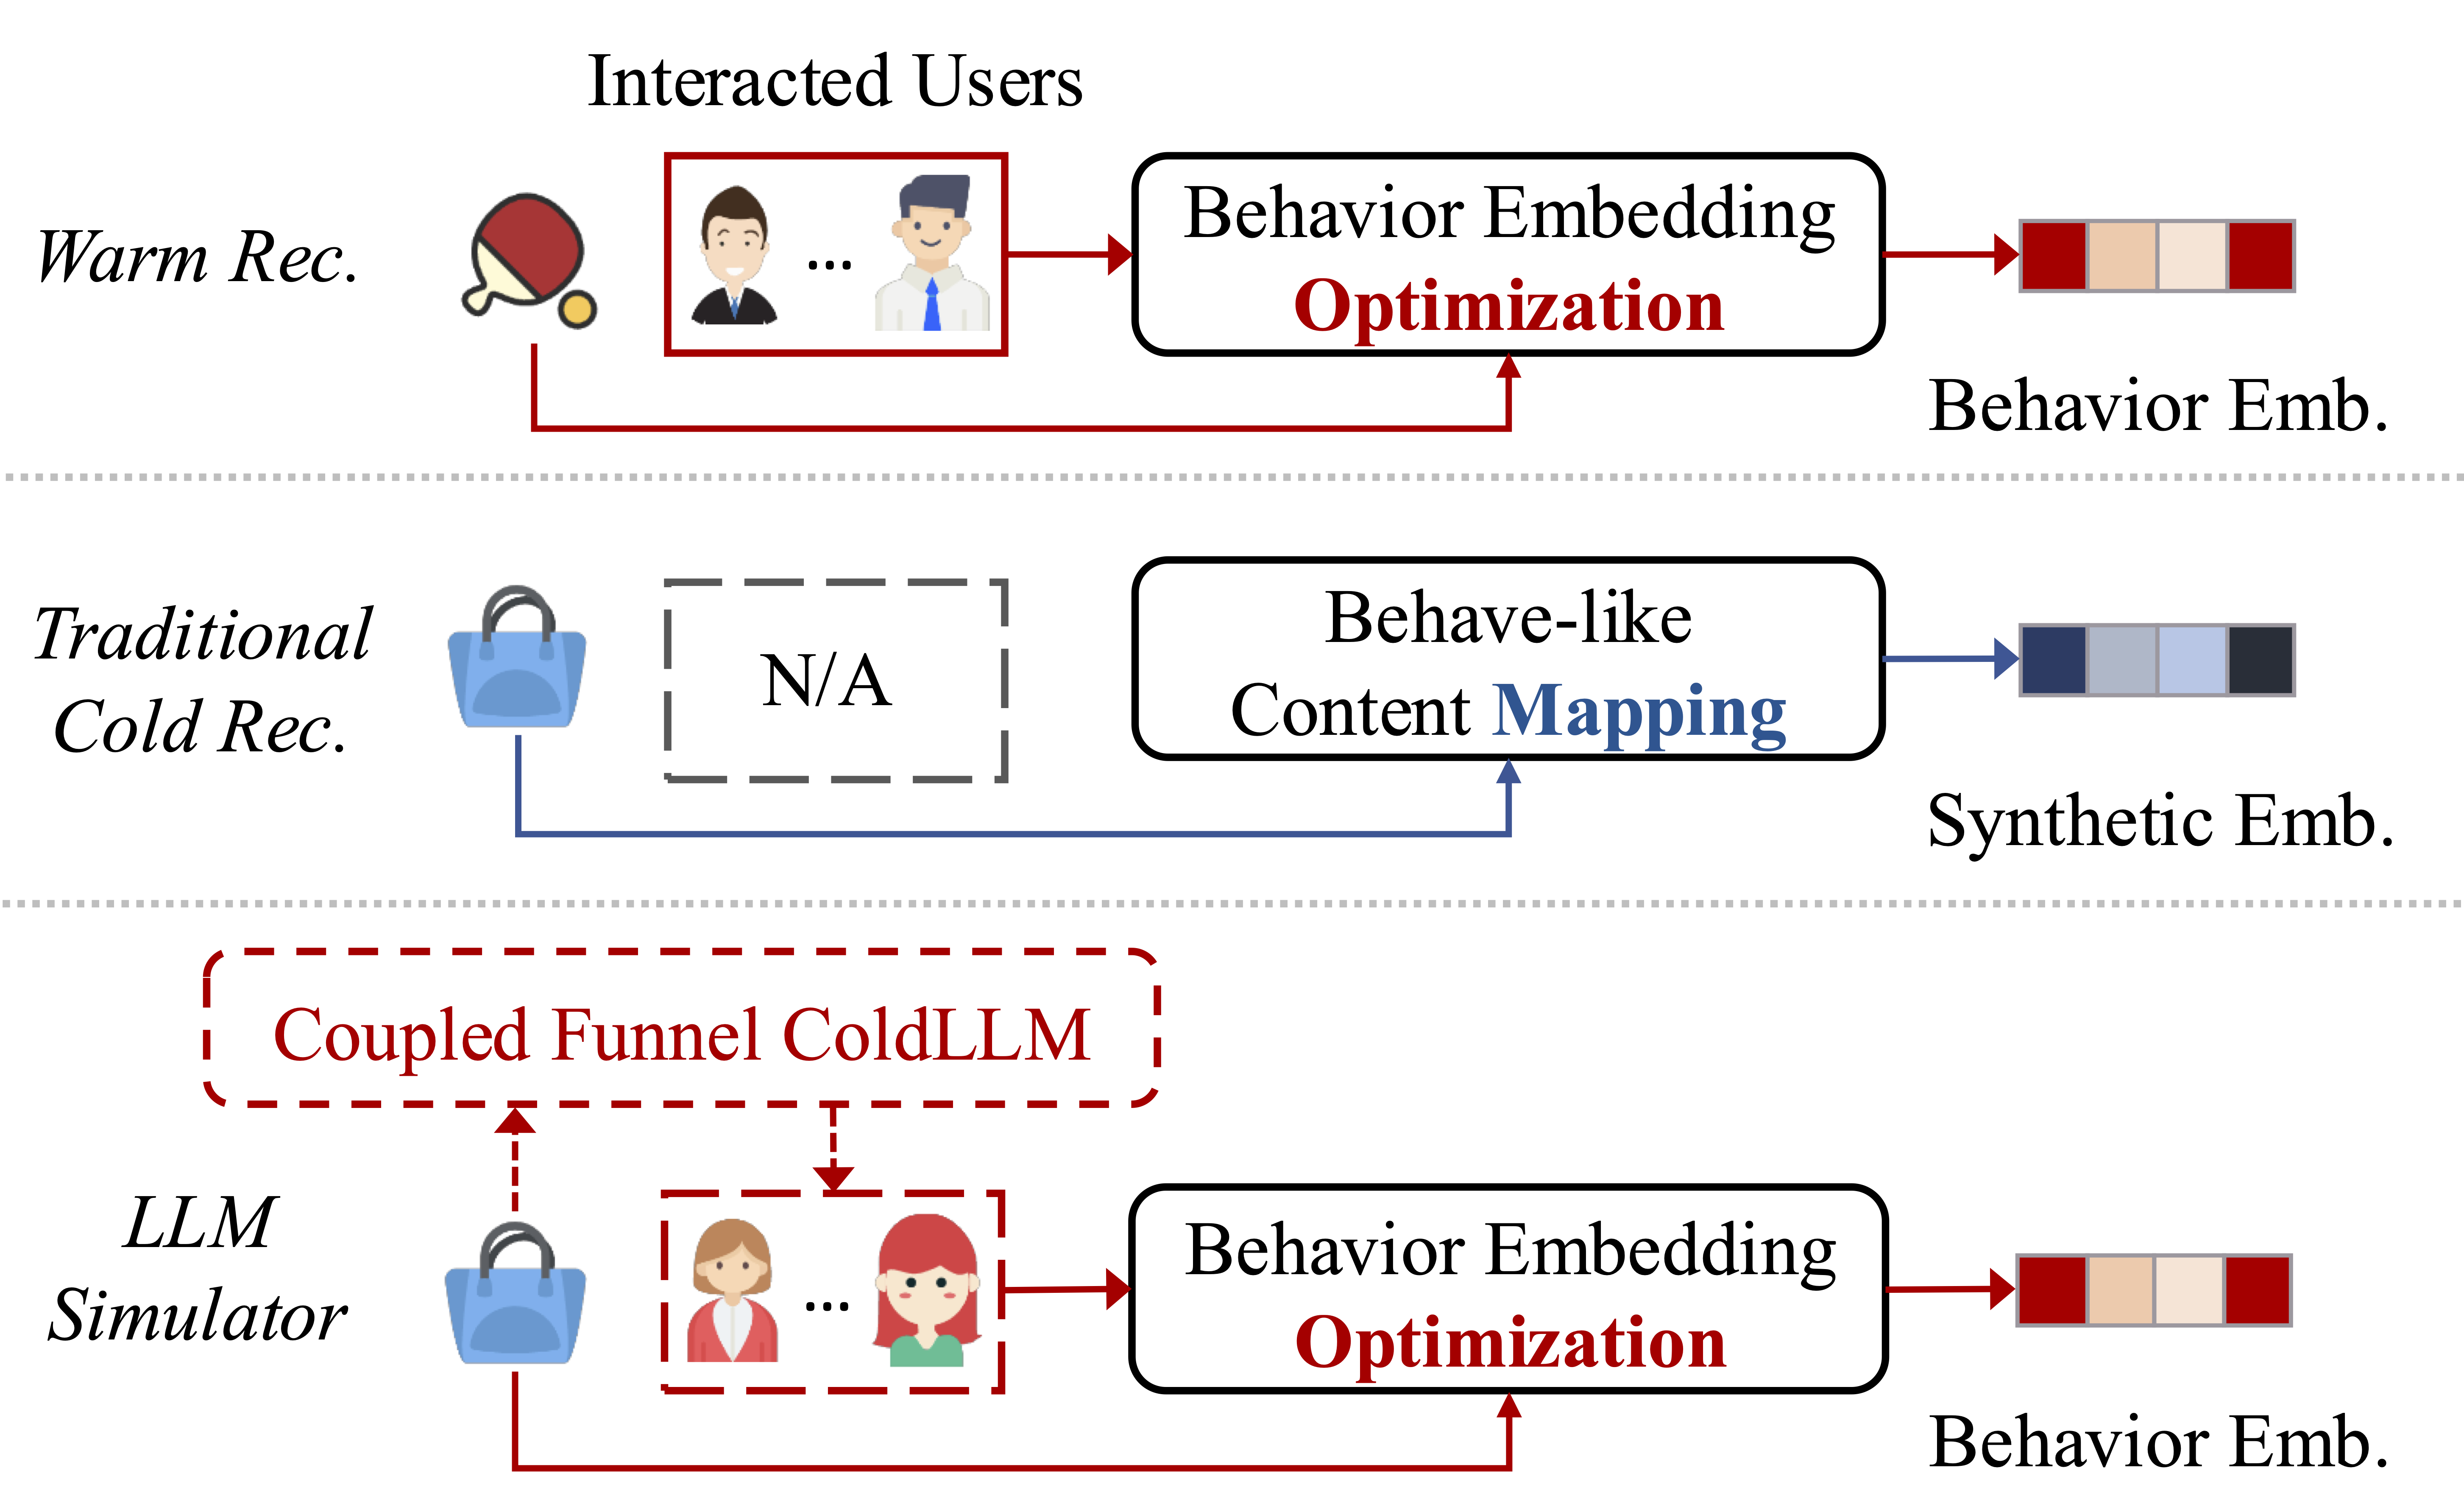 Interacted Users
Warm Rec.
...
Behavior Embedding
Optimization
Behavior Emb.
Traditional
Cold Rec.
N/A
Behave-like
Content Mapping
Synthetic Emb.
Coupled Funnel ColdLLM
LLM
Simulator
...
Behavior Embedding
Optimization
Behavior Emb.